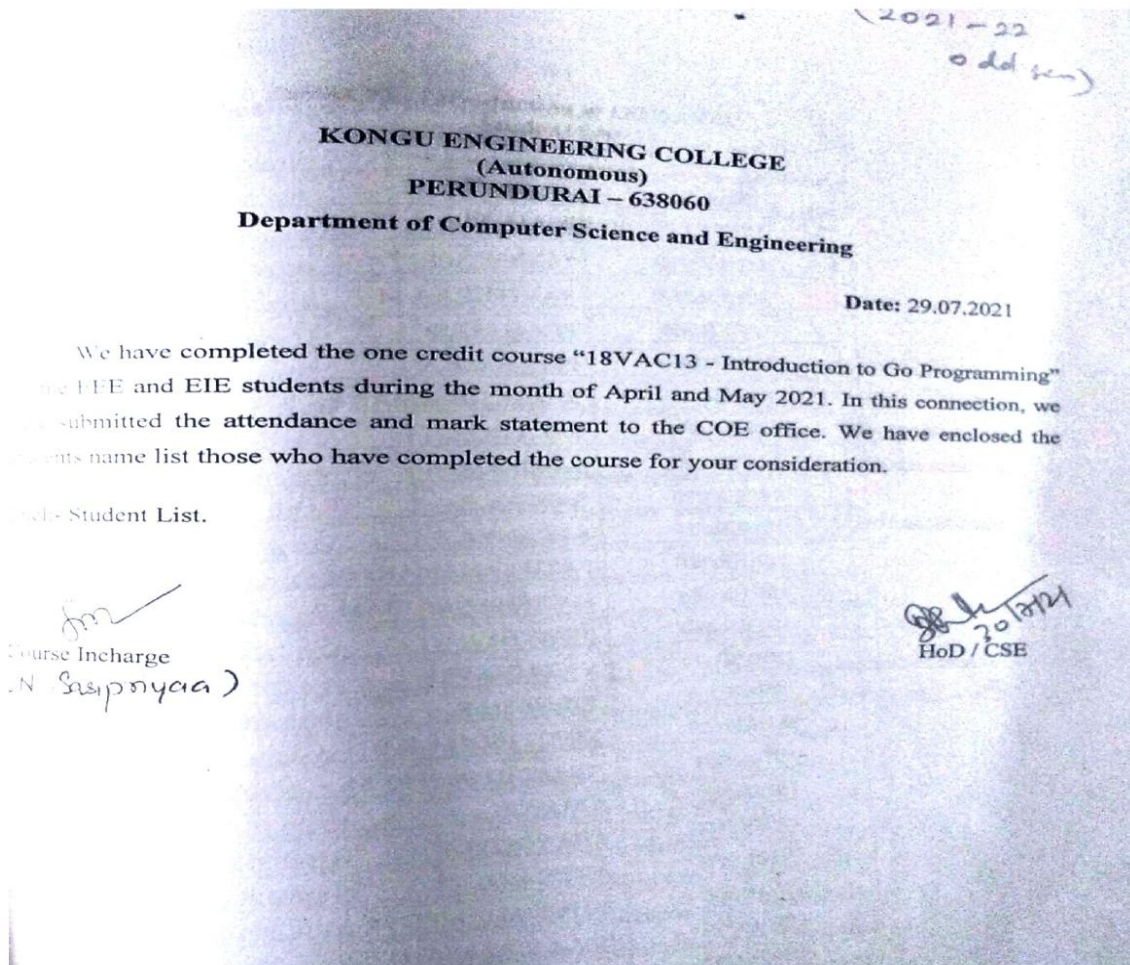 (2021-22
odd sem)
KONGU ENGINEERING COLLEGE
(Autonomous)
PERUNDURAI – 638060
Department of Computer Science and Engineering
Date: 29.07.2021
We have completed the one credit course “18VAC13 - Introduction to Go Programming”
EEE and EIE students during the month of April and May 2021. In this connection, we
submitted the attendance and mark statement to the COE office. We have enclosed the
name list those who have completed the course for your consideration.
Student List.
30/7/21
Course Incharge
HoD / CSE
N Sasipriyaa )